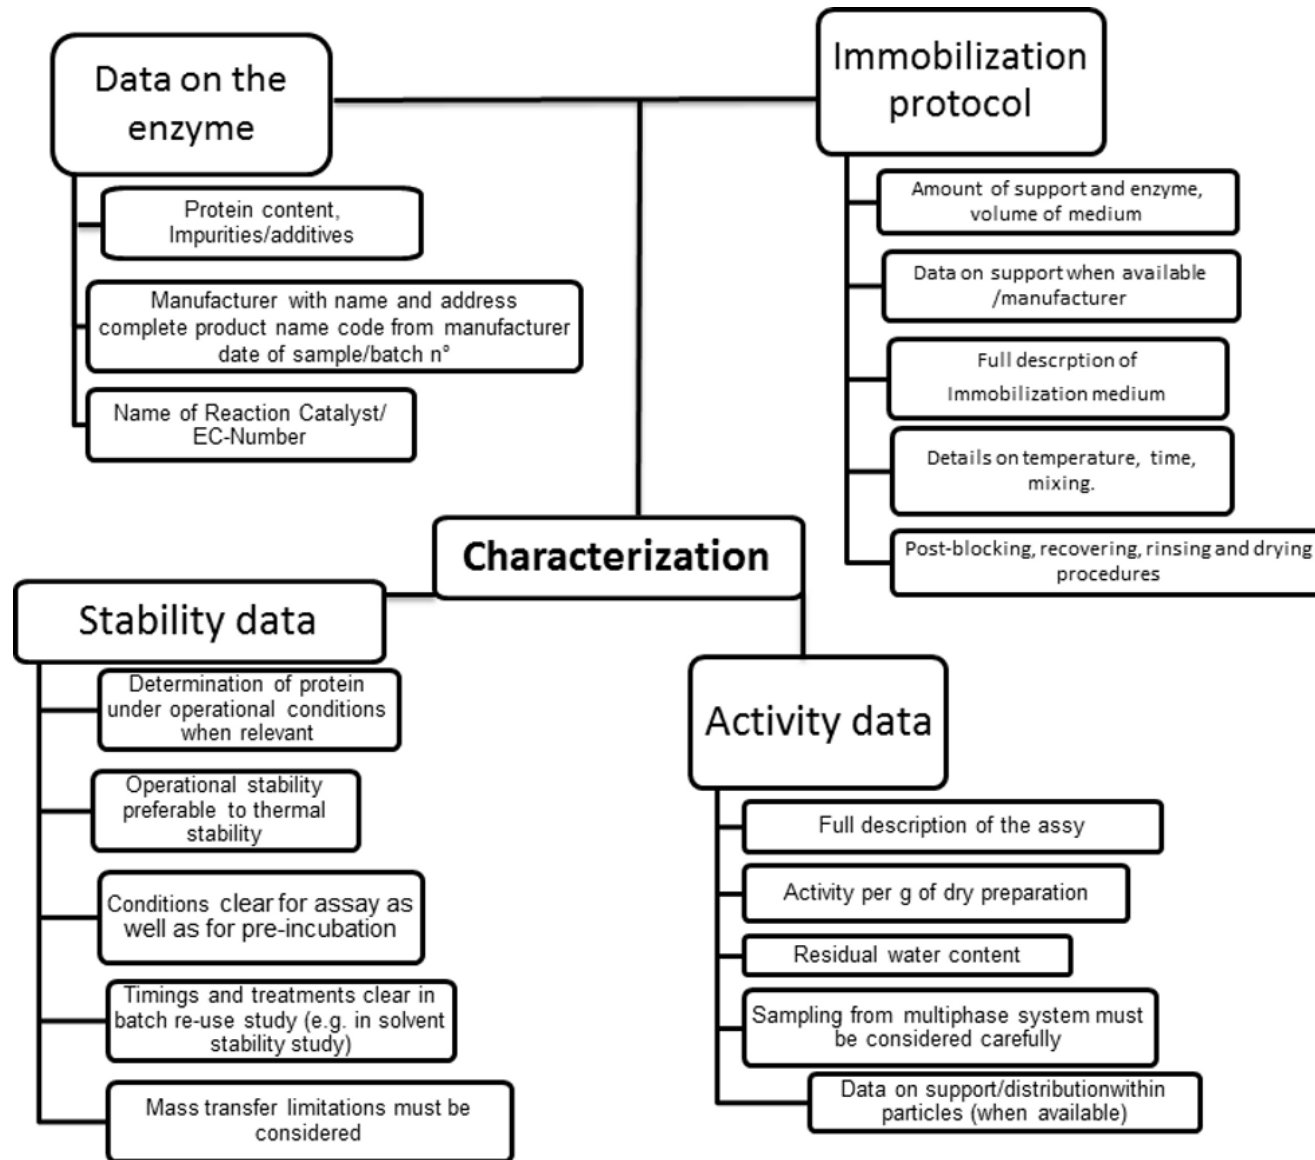 Data on the
enzyme
Protein content,
Impurities/additives
Manufacturer with name and address
complete product name code from manufacturer
date of sample/batch n°
Name of Reaction Catalyst/
EC-Number
Immobilization
protocol
Amount of support and enzyme,
volume of medium
Data on support when available
/manufacturer
Full descrption of
Immobilization medium
Details on temperature, time,
mixing.
Post-blocking, recovering, rinsing and drying
procedures
Characterization
Stability data
Determination of protein
under operational conditions
when relevant
Operational stability
preferable to thermal
stability
Conditions clear for assay as
well as for pre-incubation
Timings and treatments clear in
batch re-use study (e.g. in solvent
stability study)
Mass transfer limitations must be
considered
Activity data
Full description of the assy
Activity per g of dry preparation
Residual water content
Sampling from multiphase system must
be considered carefully
Data on support/distributionwithin
particles (when available)